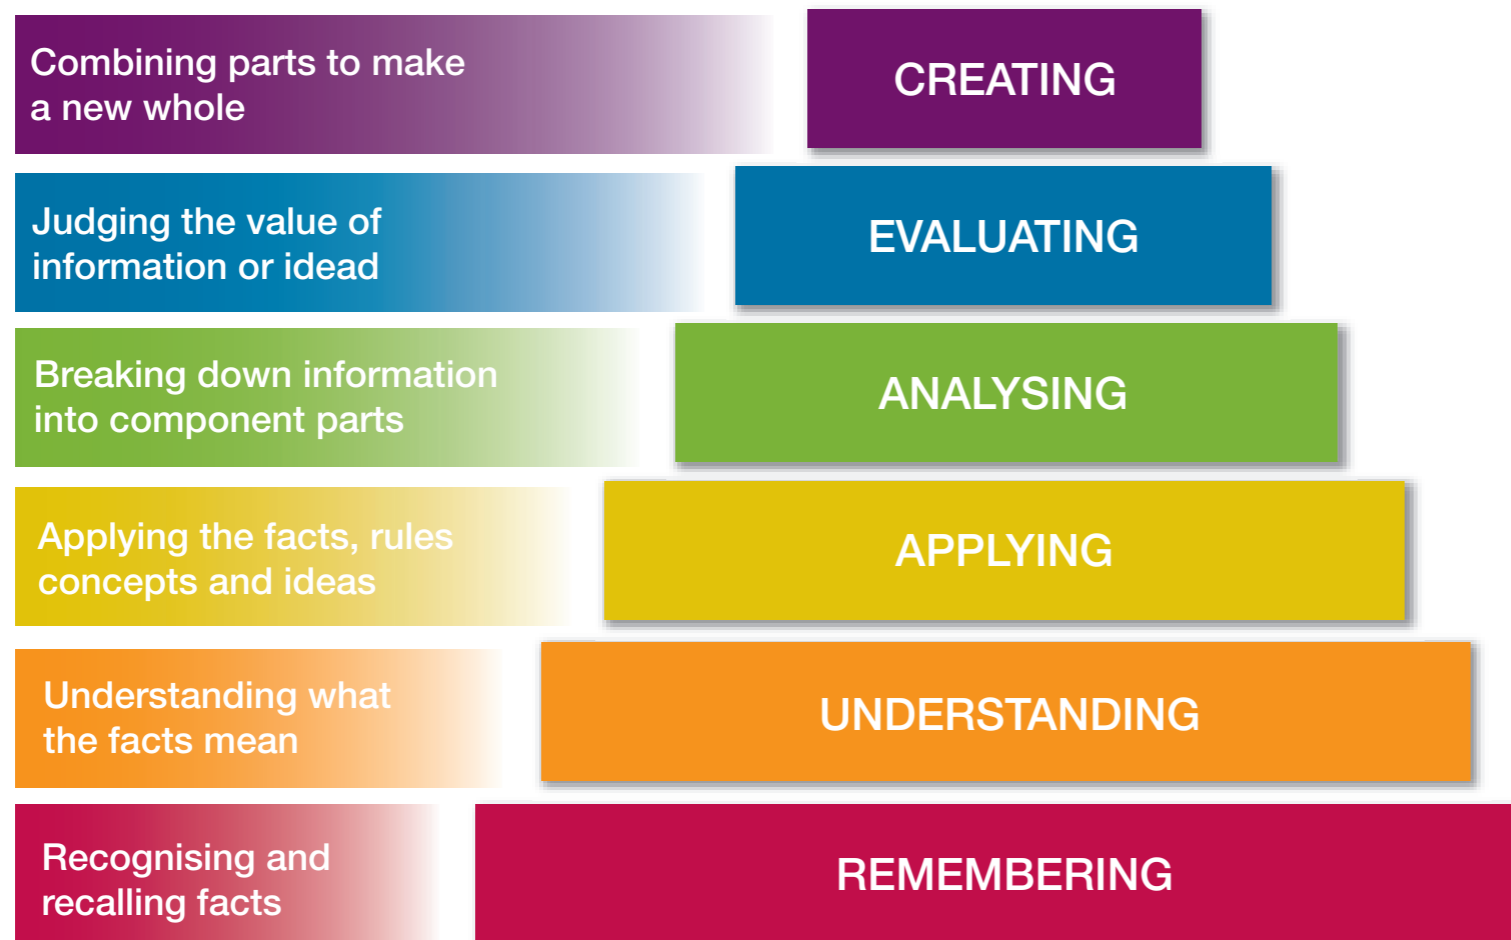 Combining parts to make
a new whole
CREATING
Judging the value of
information or idead
EVALUATING
Breaking down information
into component parts
ANALYSING
Applying the facts, rules
concepts and ideas
APPLYING
Understanding what
the facts mean
UNDERSTANDING
Recognising and
recalling facts
REMEMBERING